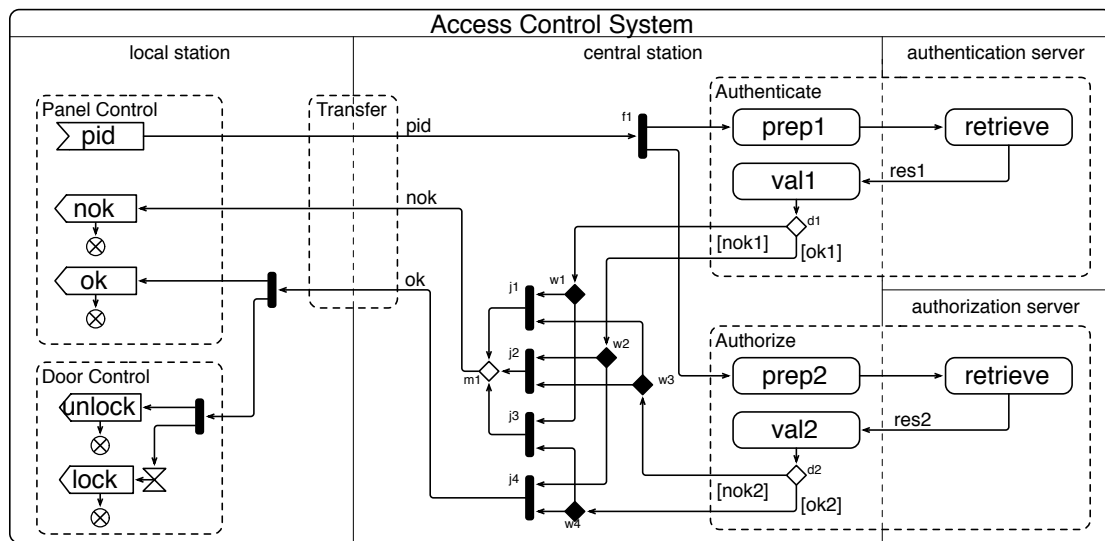 Access Control System
local station
central station
authentication server
Panel Control
Transfer
Authenticate
pid
pid
f1
prep1
retrieve
val1
res1
nok
nok
d1
[nok1]
[ok1]
ok
ok
w1
j1
authorization server
Authorize
j2
w2
m1
w3
prep2
retrieve
Door Control
unlock
j3
val2
res2
lock
j4
d2
[nok2]
[ok2]
w4